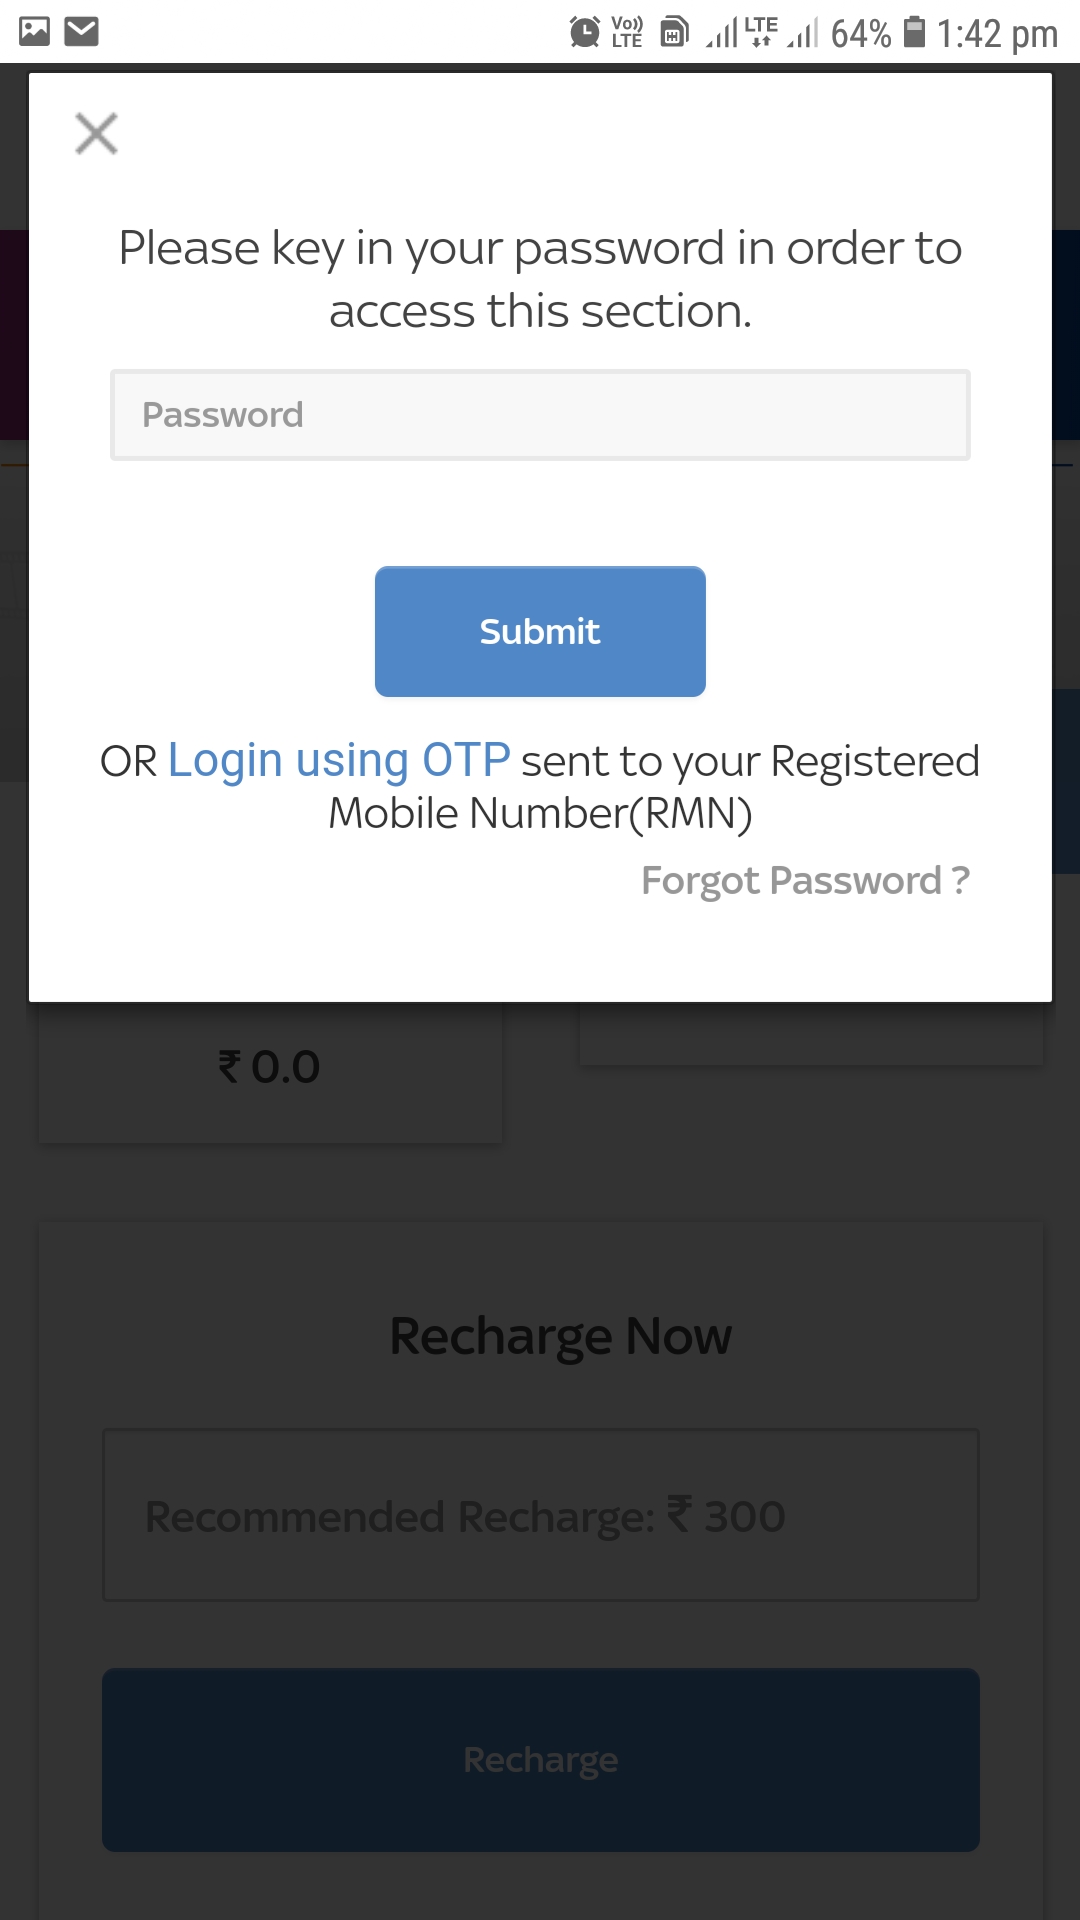 Vo)) LTE LTE 64% 1:42 pm
Please key in your password in order to
access this section.
Password
Submit
OR Login using OTP sent to your Registered
Mobile Number(RMN)
Forgot Password ?
₹ 0.0
Recharge Now
Recommended Recharge: ₹ 300
Recharge